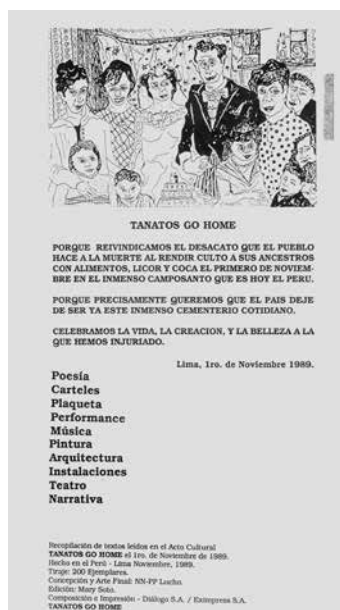 TANATOS GO HOME
PORQUE REIVINDICAMOS EL DESACATO QUE EL PUEBLO
HACE A LA MUERTE AL RENDIR CULTO A SUS ANCESTROS
CON ALIMENTOS, LICOR Y COCA EL PRIMERO DE NOVIEM-
BRE EN EL INMENSO CAMPOSANTO QUE ES HOY EL PERU.
PORQUE PRECISAMENTE QUEREMOS QUE EL PAIS DEJE
DE SER YA ESTE INMENSO CEMENTERIO COTIDIANO.
CELEBRAMOS LA VIDA, LA CREACION, Y LA BELLEZA A LA
QUE HEMOS INJURIADO.
Lima, 1ro. de Noviembre 1989.
Poesía
Carteles
Plaqueta
Performance
Música
Pintura
Arquitectura
Instalaciones
Teatro
Narrativa
Recopilación de textos leídos en el Acto Cultural
TANATOS GO HOME el 1ro. de Noviembre de 1989.
Hecho en el Perú - Lima Noviembre, 1989.
Tiraje: 200 Ejemplares.
Concepción y Arte Final: NN-PP Lucho
Edición: Mary Soto.
Composición e Impresión - Diálogo S.A. / Exinpress S.A.
TANATOS GO HOME